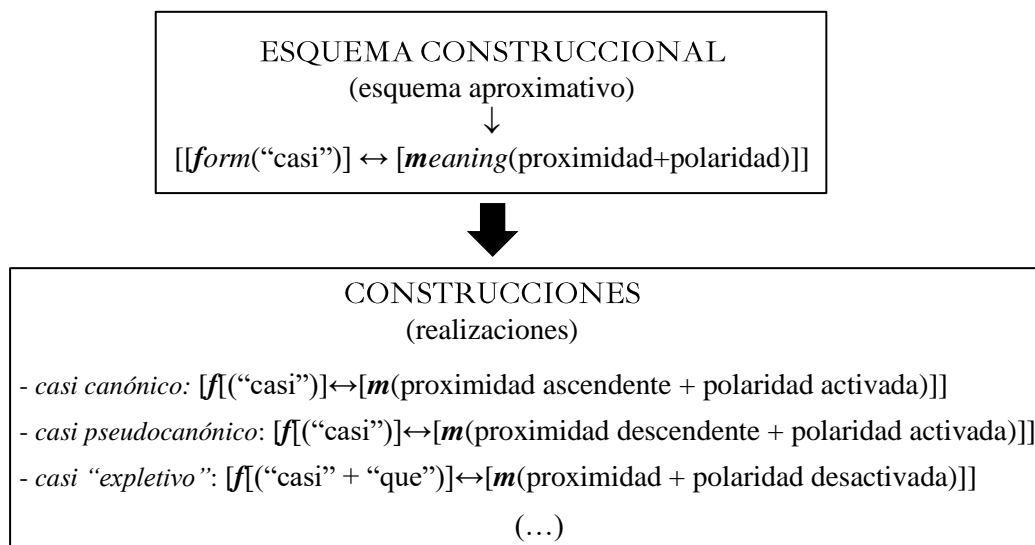 ESQUEMA CONSTRUCCIONAL
(esquema aproximativo)
↓
[[form(“casi”)] ↔ [meaning(proximidad+polaridad)]]
CONSTRUCCIONES
(realizaciones)
- casi canónico: [f[(“casi”)]↔[m(proximidad ascendente + polaridad activada)]]
- casi pseudocanónico: [f[(“casi”)]↔[m(proximidad descendente + polaridad activada)]]
- casi “expletivo”: [f[(“casi” + “que”)]↔[m(proximidad + polaridad desactivada)]]
(…)